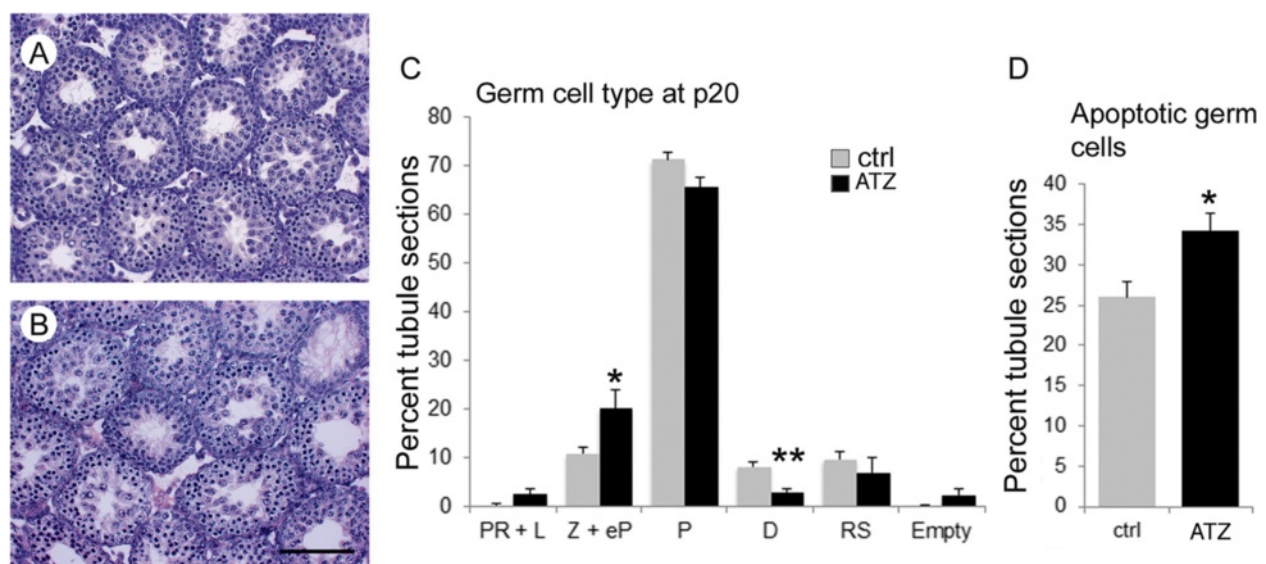 A
B
C
Germ cell type at p20
Percent tubule sections
80
70
60
50
40
30
20
10
0
ctrl
ATZ
*
**
PR + L
Z + eP
P
D
RS
Empty
D
Apoptotic germ
cells
Percent tubule sections
40
35
30
25
20
15
10
5
0
*
ctrl
ATZ